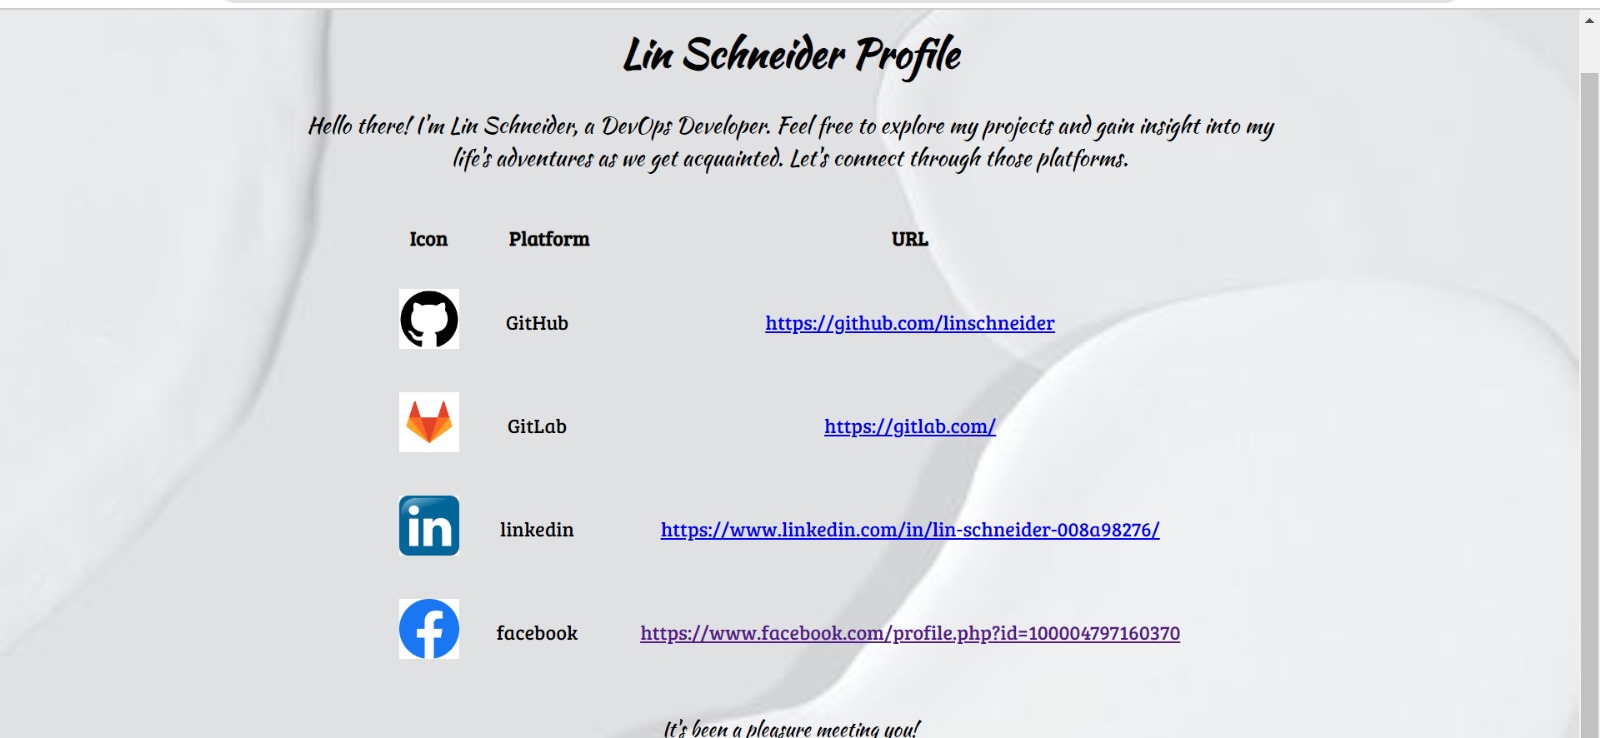 Lin Schneider Profile
Hello there! I'm Lin Schneider, a DevOps Developer. Feel free to explore my projects and gain insight into my
life's adventures as we get acquainted. Let's connect through those platforms.
Icon Platform URL
GitHub https://github.com/linschneider
GitLab https://gitlab.com/
in linkedin https://www.linkedin.com/in/lin-schneider-008a98276/
f facebook https://www.facebook.com/profile.php?id=100004797160370
It's been a pleasure meeting you!